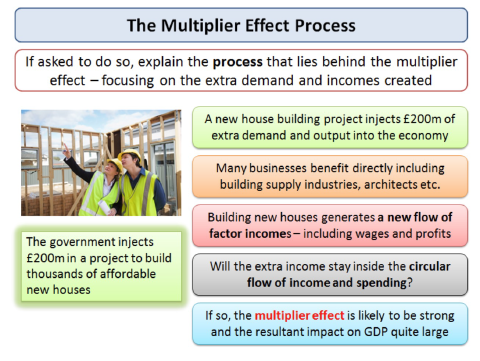 The Multiplier Effect Process
If asked to do so, explain the process that lies behind the multiplier
effect – focusing on the extra demand and incomes created
A new house building project injects £200m of
extra demand and output into the economy
Many businesses benefit directly including
building supply industries, architects etc.
Building new houses generates a new flow of
factor incomes – including wages and profits
The government injects
£200m in a project to build
thousands of affordable
new houses
Will the extra income stay inside the circular
flow of income and spending?
If so, the multiplier effect is likely to be strong
and the resultant impact on GDP quite large